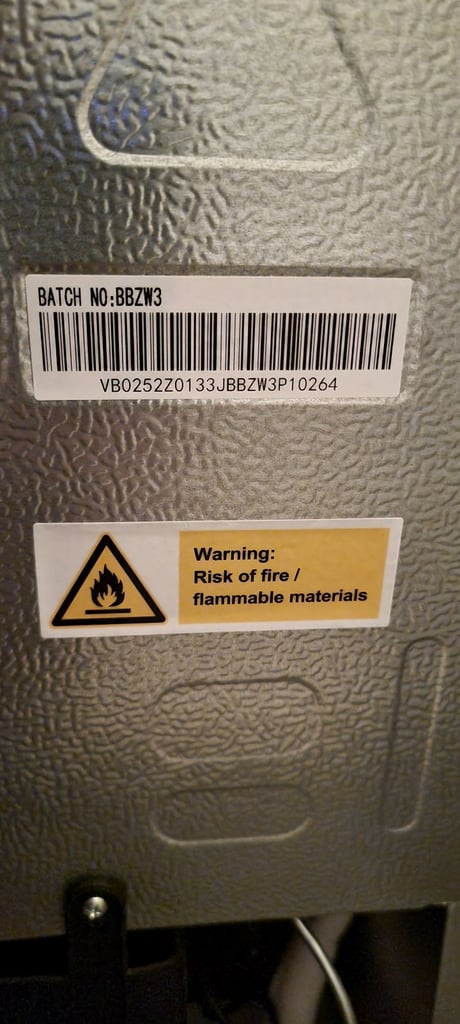 BATCH NO:BBZW3
VB0252Z0133JBBZW3P10264
Warning:
Risk of fire /
flammable materials